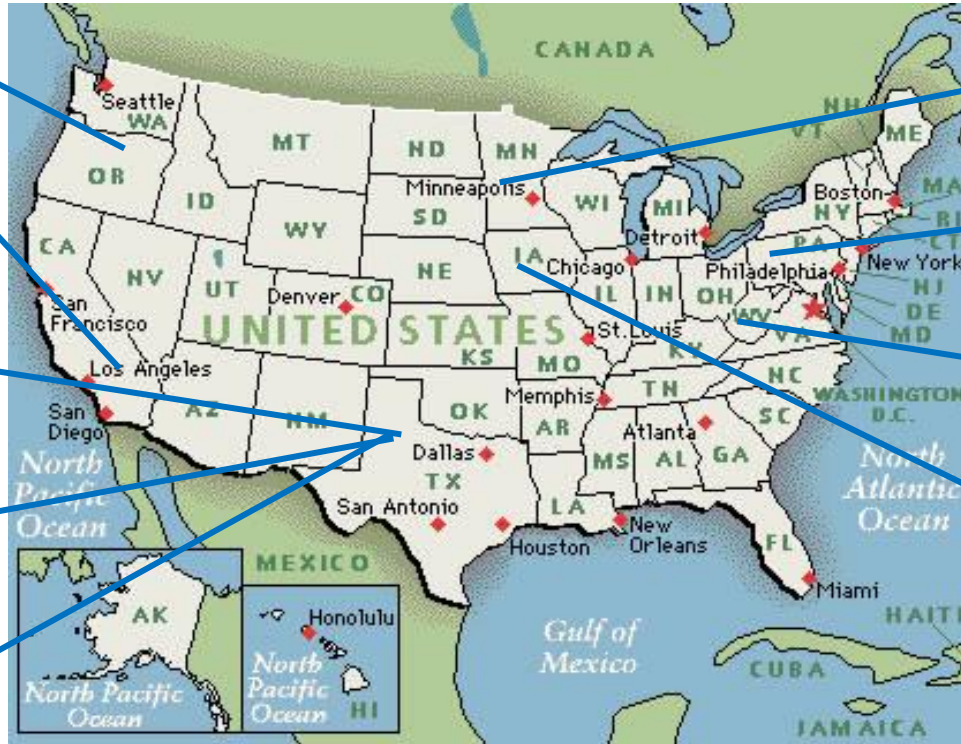 CANADA
Seattle
WA
MT
ND
MN
NH
VT
ME
OR
ID
Minneapolis
SD
WI
MI
Boston
MA
NY
RI
WY
CT
CA
NV
UT
NE
IA
Detroit
Chicago
PA
New York
Philadelphia
NJ
San
Francisco
Denver
CO
IL
IN
OH
WV
DE
MD
VA
UNITED STATES
St. Louis
KS
MO
KY
Los Angeles
NC
WASHINGTON
D.C.
San
Diego
AZ
NM
OK
Memphis
TN
AR
SC
Atlanta
North
Pacific
Ocean
Dallas
TX
MS
AL
GA
North
Atlantic
Ocean
San Antonio
LA
Houston
New
Orleans
FL
MEXICO
Miami
AK
Honolulu
Gulf of
Mexico
HAITI
CUBA
North Pacific
Ocean
North
Pacific
Ocean
HI
JAMAICA